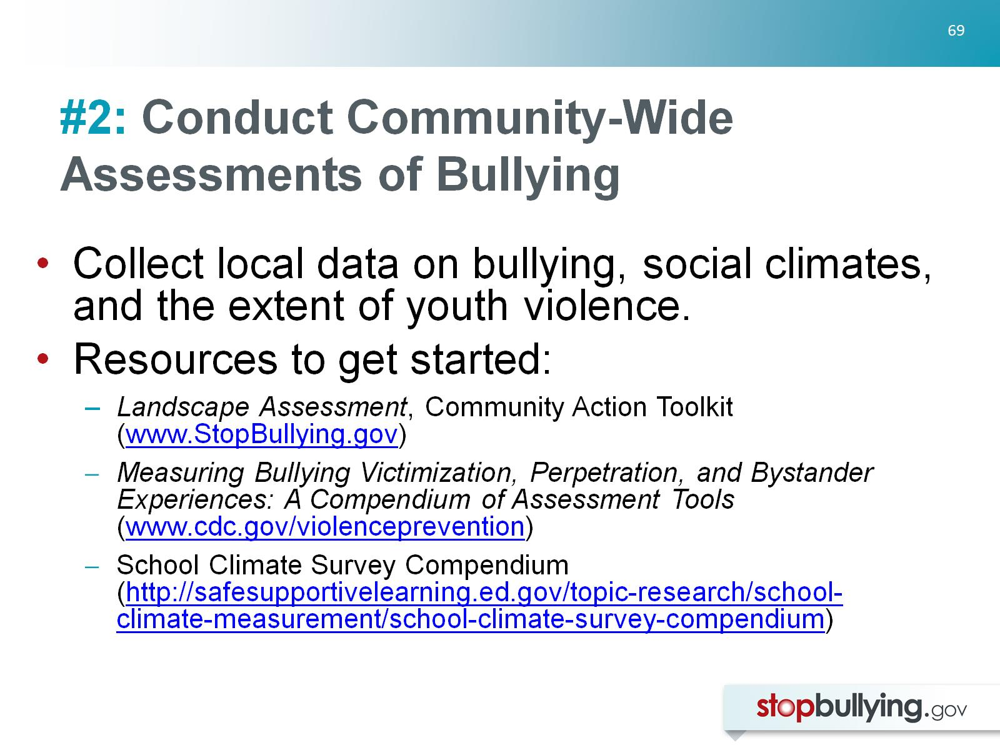 69
#2: Conduct Community-Wide
Assessments of Bullying
• Collect local data on bullying, social climates,
and the extent of youth violence.
• Resources to get started:
– Landscape Assessment, Community Action Toolkit
(www.StopBullying.gov)
– Measuring Bullying Victimization, Perpetration, and Bystander
Experiences: A Compendium of Assessment Tools
(www.cdc.gov/violenceprevention)
– School Climate Survey Compendium
(http://safesupportivelearning.ed.gov/topic-research/school-
climate-measurement/school-climate-survey-compendium)
stopbullying.gov